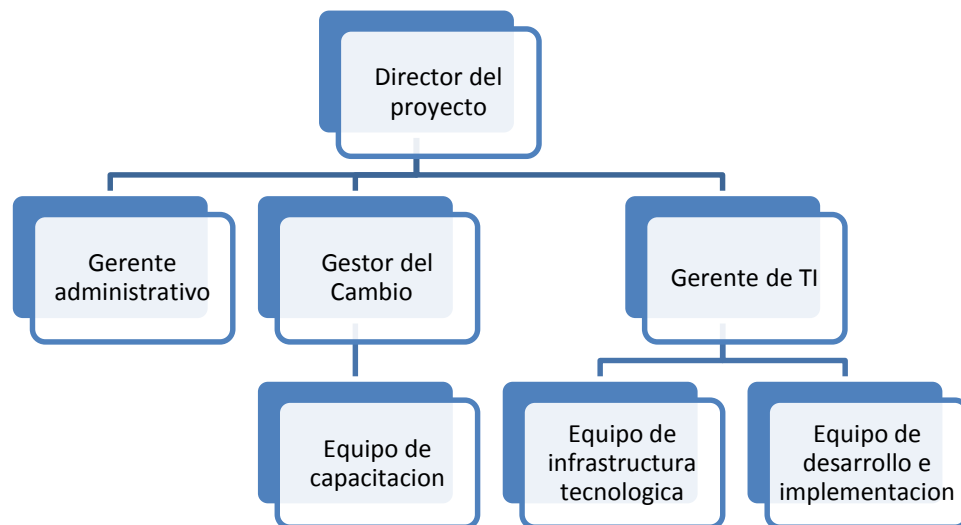 Director del
proyecto
Gerente
administrativo
Gestor del
Cambio
Gerente de TI
Equipo de
capacitacion
Equipo de
infrastructura
tecnologica
Equipo de
desarrollo e
implementacion